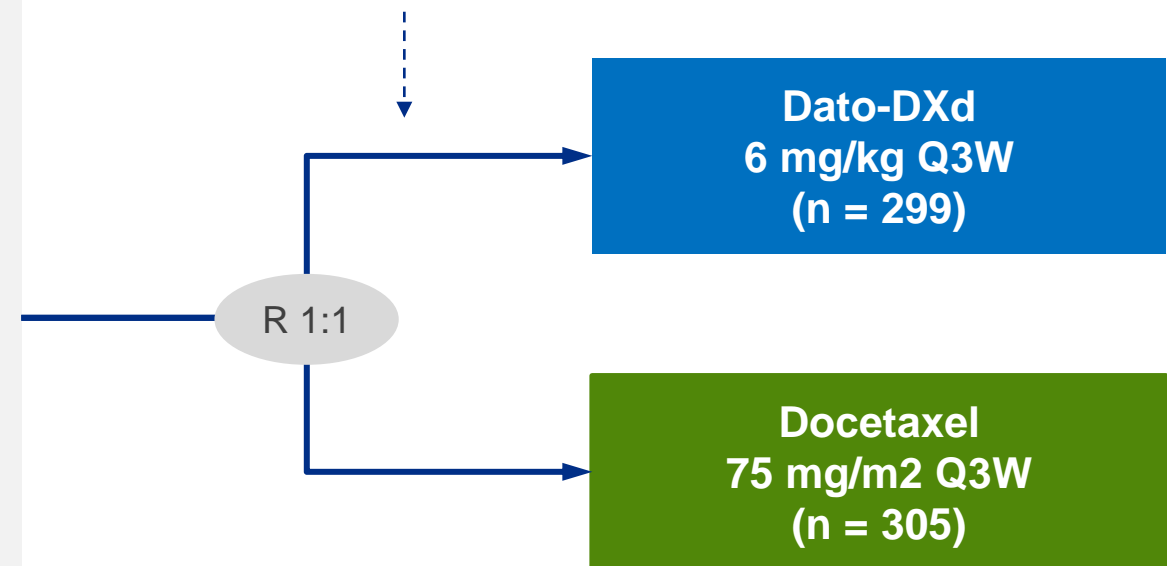 Dato-DXd
6 mg/kg Q3W
(n = 299)
R 1:1
Docetaxel
75 mg/m2 Q3W
(n = 305)